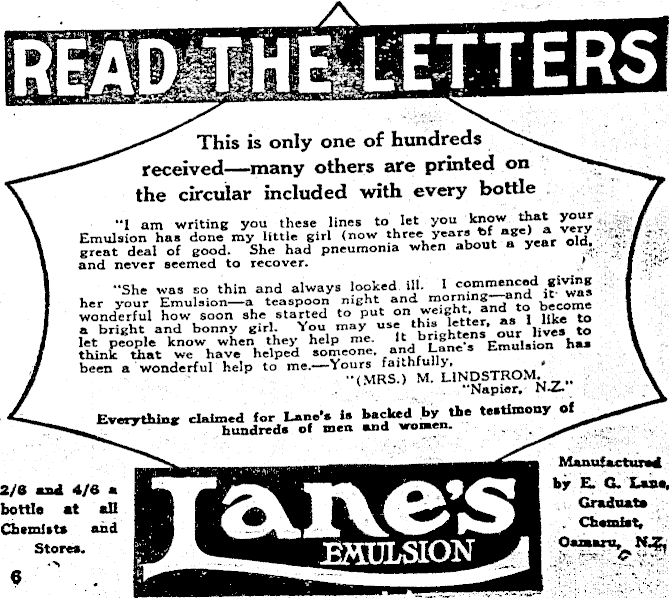 READ THE LETTERS
This is only one of hundreds
received—many others are printed on
the circular included with every bottle
"I am writing you these lines to let you know that your
Emulsion has done my little girl (now three years of age) a very
great deal of good. She had pneumonia when about a year old,
and never seemed to recover.
"She was so thin and always looked ill. I commenced giving
her your Emulsion—a teaspoon night and morning—and it was
wonderful how soon she started to put on weight, and to become
a bright and bonny girl. You may use this letter, as I like to
let people know when they help me. It brightens our lives to
think that we have helped someone, and Lane's Emulsion has
been a wonderful help to me.—Yours faithfully,
"(MRS.) M. LINDSTROM,
"Napier, N.Z."
Everything claimed for Lane's is backed by the testimony of
hundreds of men and women.
2/6 and 4/6 a
bottle at all
Chemists and
Stores.
6
Lane's
EMULSION
Manufactured
by E. G. Lane,
Graduate
Chemist,
Oamaru, N.Z.